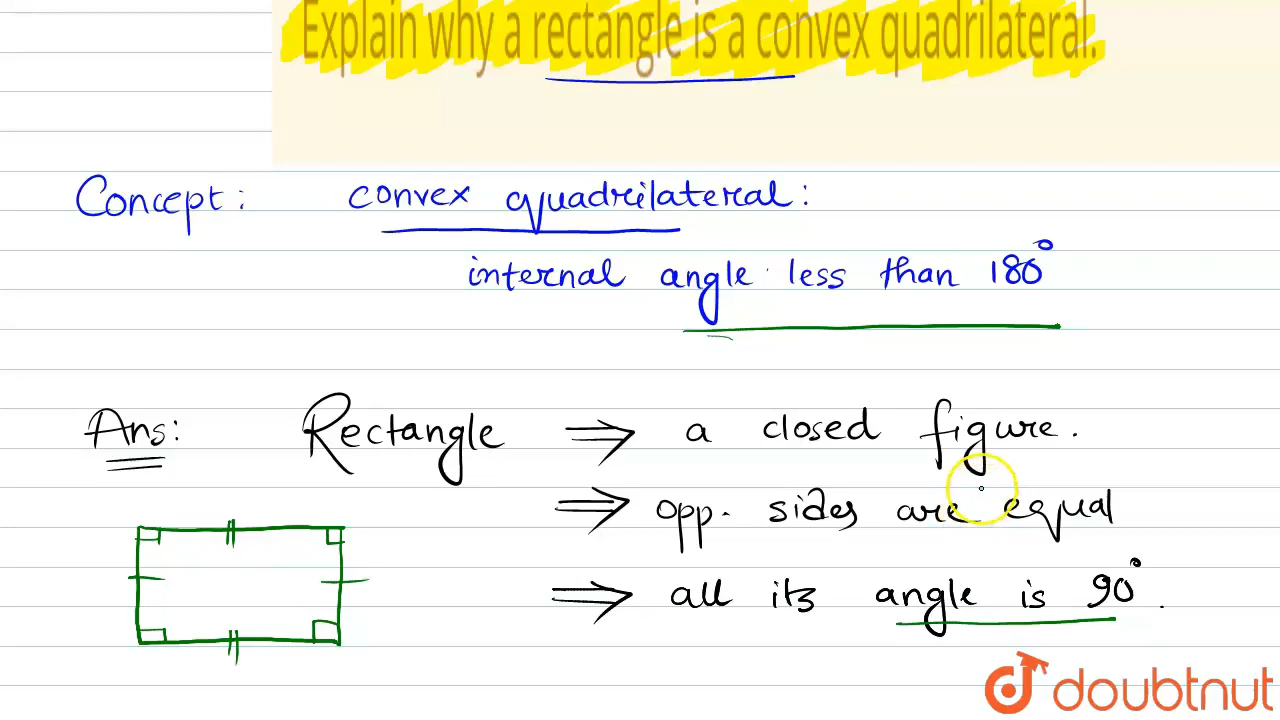 Explain why a rectangle is a convex quadrilateral.
Concept: convex quadrilateral:
internal angle less than 180°
Ans: Rectangle ⇒ a closed figure.
⇒ opp. sides are equal
⇒ all its angle is 90°.
doubtnut